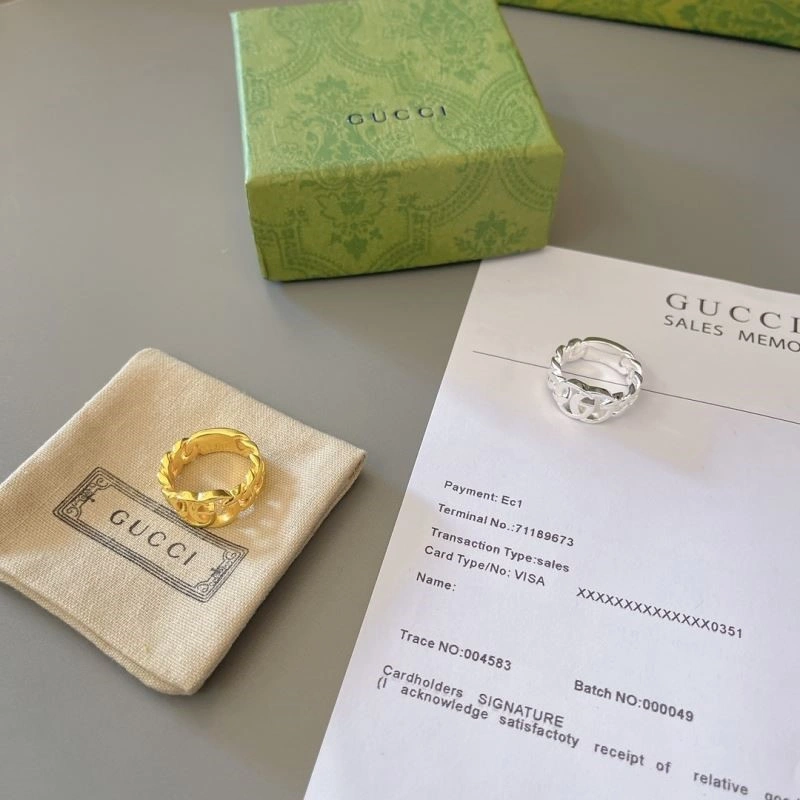 GUCCI
GUCCI
SALES MEMO
GUCCI
Payment: Ec1
Terminal No.:71189673
Transaction Type:sales
Card Type/No; VISA XXXXXXXXXXXXXX0351
Name:
Trace NO:004583
Batch NO:000049
Cardholders SIGNATURE
(I acknowledge satisfactoty receipt of relative